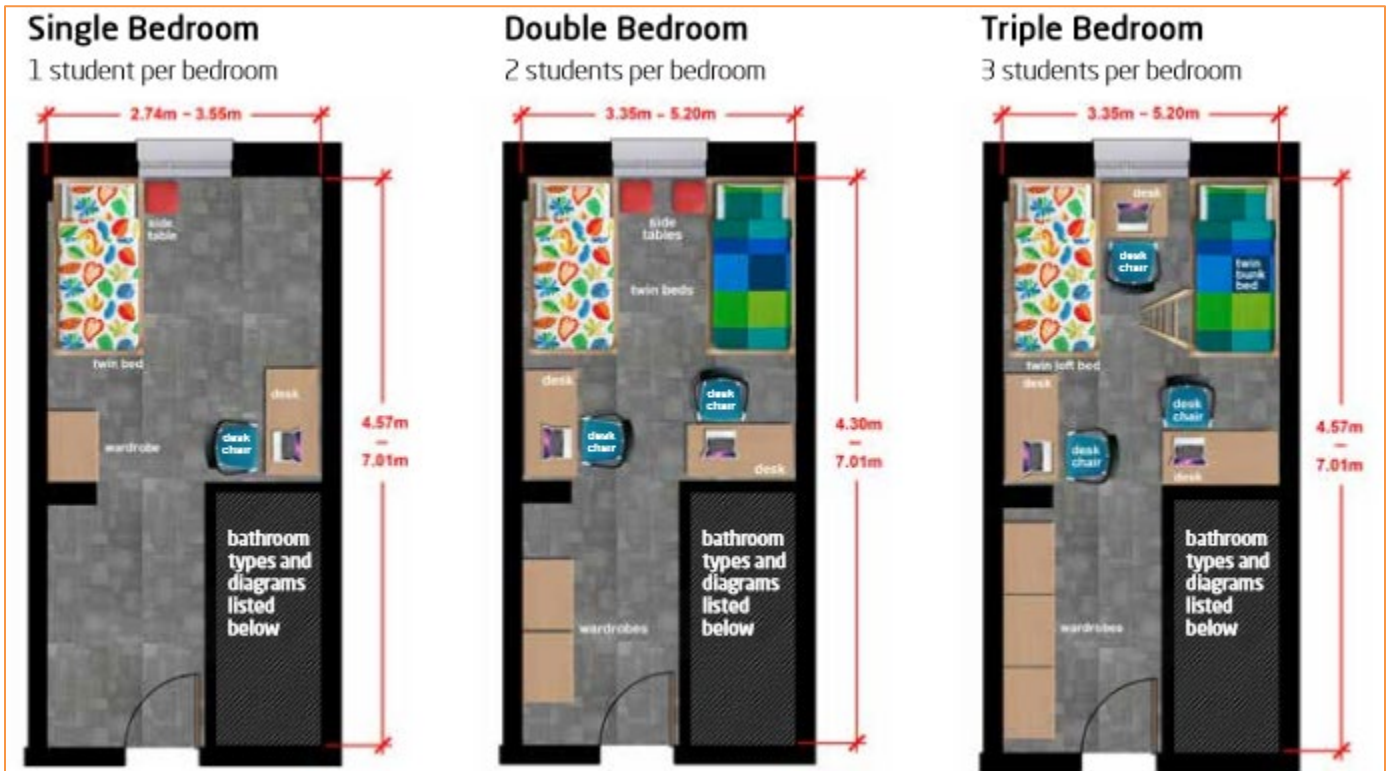 Single Bedroom
1 student per bedroom
2.74m – 3.55m
side
table
twin bed
desk
desk
chair
wardrobe
4.57m
–
7.01m
bathroom
types and
diagrams
listed
below
Double Bedroom
2 students per bedroom
3.35m – 5.20m
side
tables
twin beds
desk
desk
chair
desk
chair
desk
4.30m
–
7.01m
wardrobes
bathroom
types and
diagrams
listed
below
Triple Bedroom
3 students per bedroom
3.35m – 5.20m
desk
desk
chair
twin
bunk
bed
twin loft bed
desk
desk
chair
desk
chair
desk
4.57m
–
7.01m
wardrobes
bathroom
types and
diagrams
listed
below